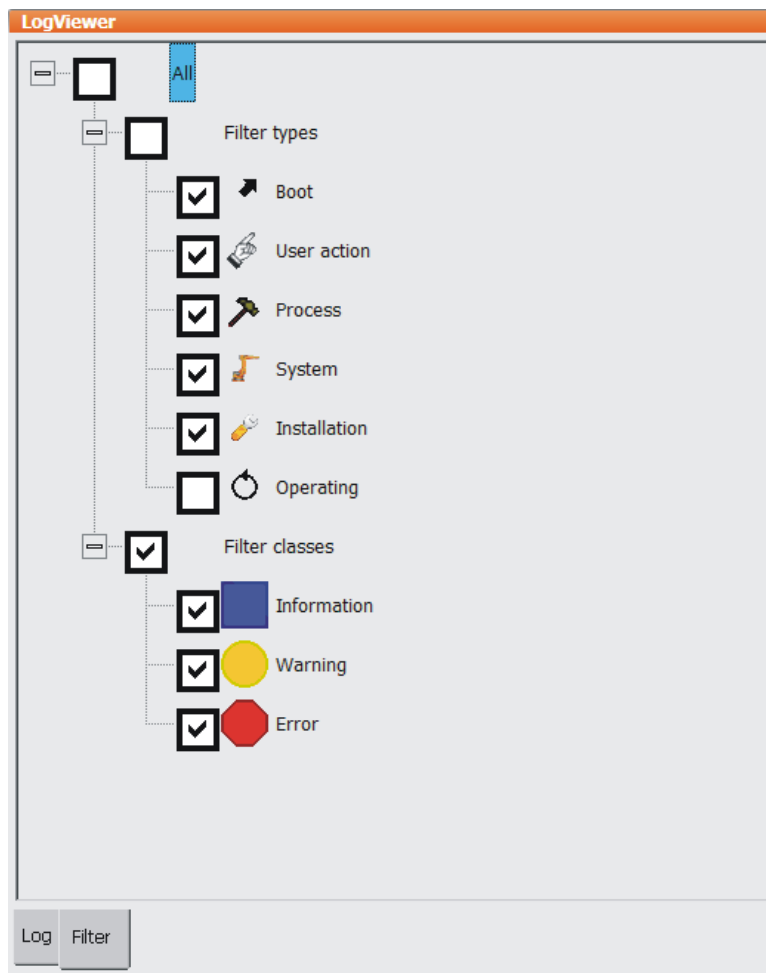 LogViewer
All
Filter types
Boot
User action
Process
System
Installation
Operating
Filter classes
Information
Warning
Error
Log Filter